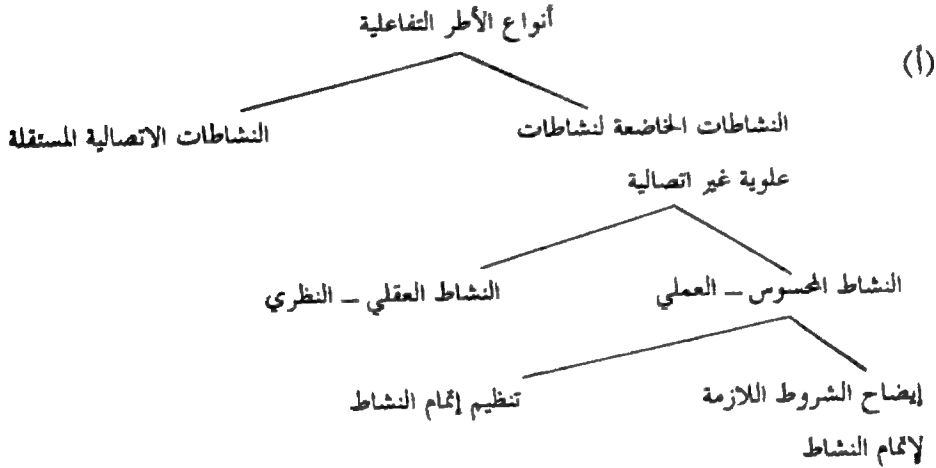 أنواع الأطر التفاعلية
(أ)
النشاطات الخاضعة لنشاطات
النشاطات الاتصالية المستقلة
علوية غير اتصالية
النشاط المحسوس – العملي
النشاط العقلي – النظري
إيضاح الشروط اللازمة
تنظيم إتمام النشاط
لإتمام النشاط